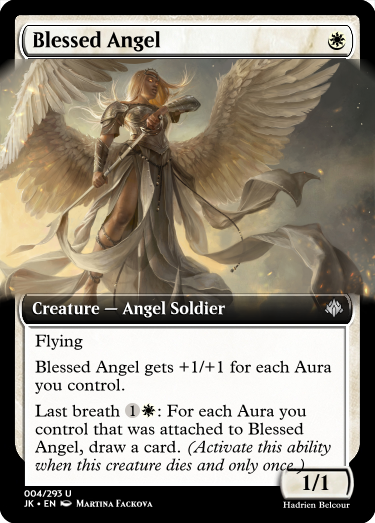 Blessed Angel
Creature — Angel Soldier
Flying
Blessed Angel gets +1/+1 for each Aura
you control.
Last breath 1: For each Aura you
control that was attached to Blessed
Angel, draw a card. (Activate this ability
when this creature dies and only once.)
1/1
004/293 U
JK • EN Martina Fackova
Hadrien Belcour